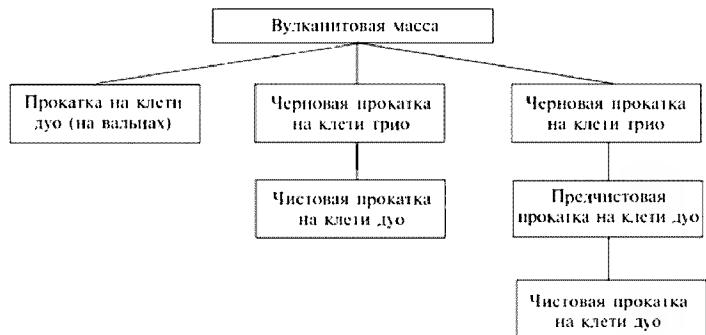 Вулканитовая масса
Прокатка на клети
дуо (на вальцах)
Черновая прокатка
на клети трио
Черновая прокатка
на клети трио
Чистовая прокатка
на клети дуо
Предчистовая
прокатка на клети дуо
Чистовая прокатка
на клети дуо